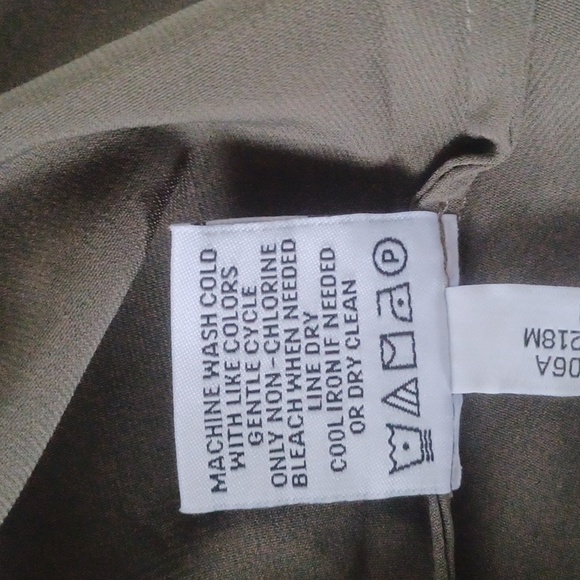 MACHINE WASH COLD
WITH LIKE COLORS
GENTLE CYCLE
ONLY NON-CHLORINE
BLEACH WHEN NEEDED
LINE DRY
COOL IRON IF NEEDED
OR DRY CLEAN
P
06A
218M